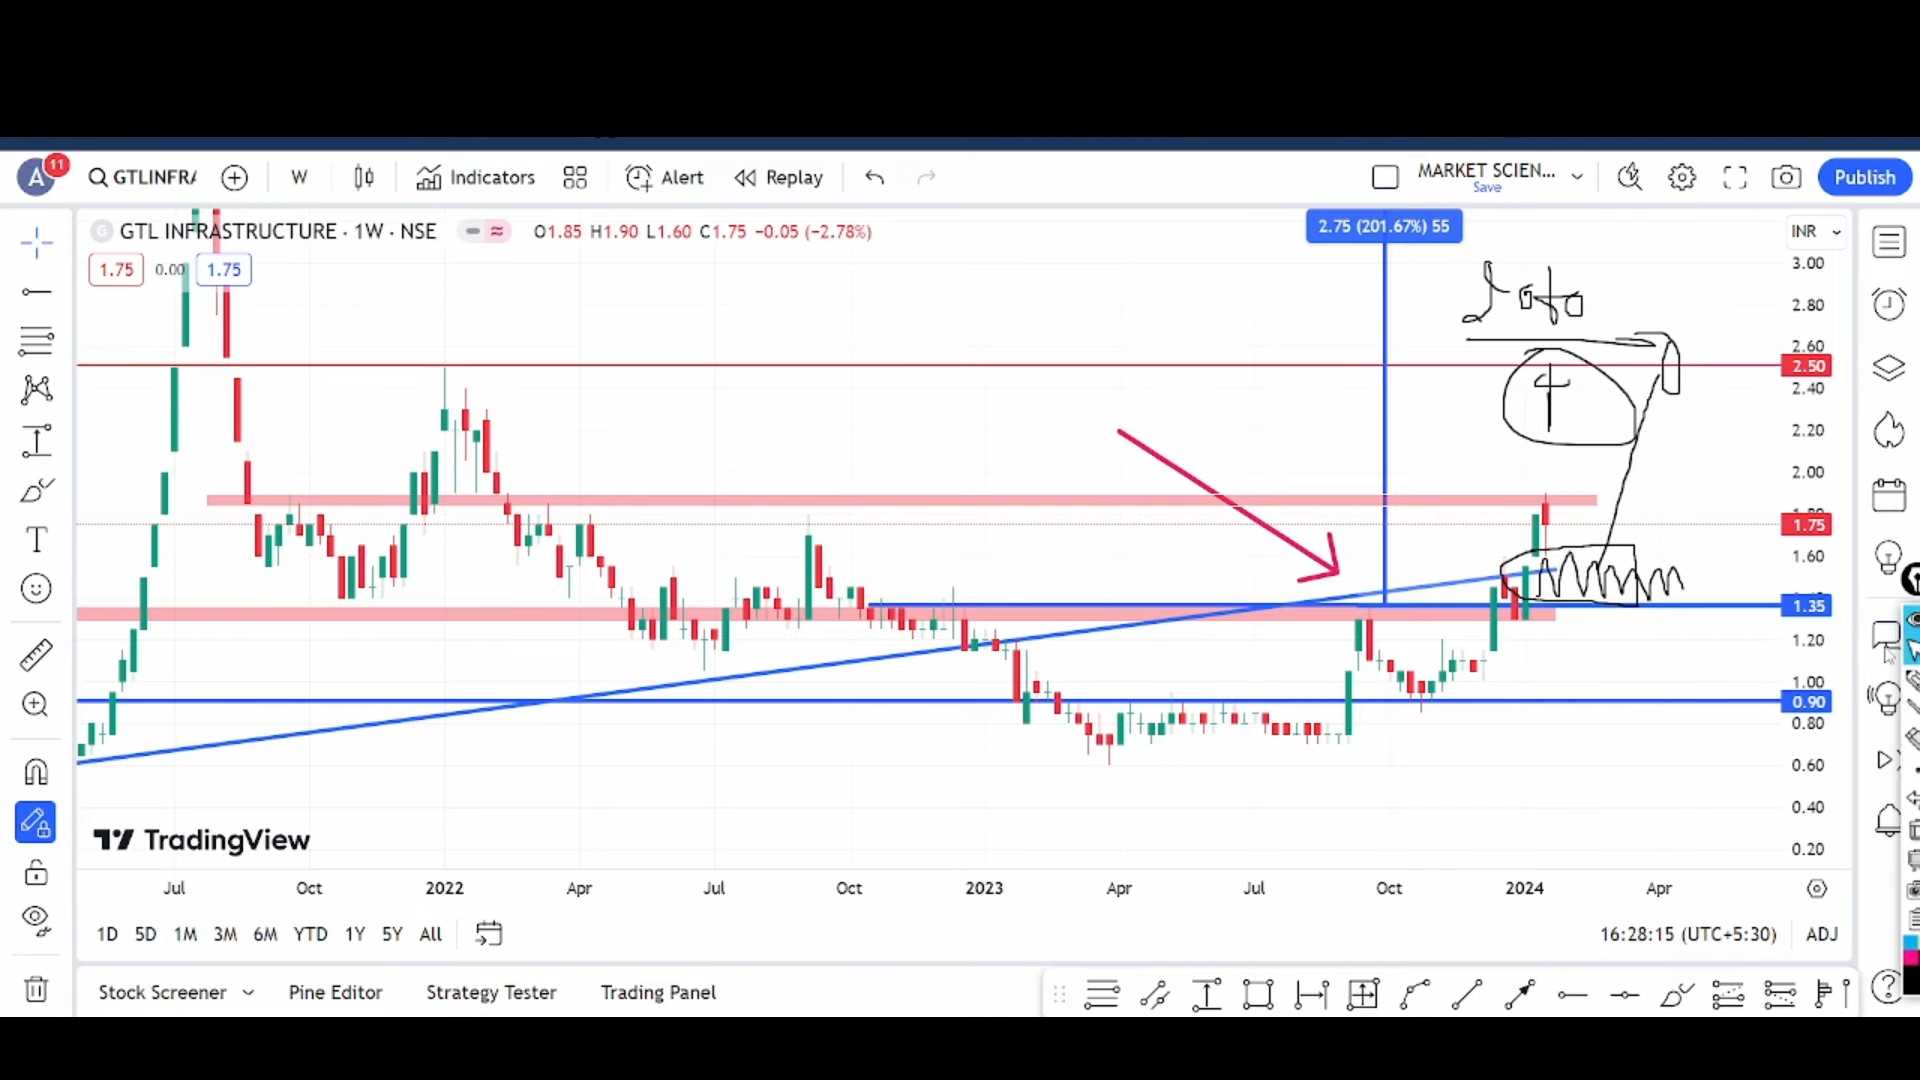 11
A
GTLINFR
W
Indicators
Alert
Replay
MARKET SCIEN...
Save
Publish
GTL INFRASTRUCTURE · 1W · NSE
O1.85 H1.90 L1.60 C1.75 −0.05 (−2.78%)
1.75 0.00 1.75
2.75 (201.67%) 55
INR
3.00
2.80
2.60
2.50
2.40
2.20
2.00
1.75
1.60
1.35
1.20
1.00
0.90
0.80
0.60
0.40
0.20
TradingView
Jul Oct 2022 Apr Jul Oct 2023 Apr Jul Oct 2024 Apr
1D 5D 1M 3M 6M YTD 1Y 5Y All
16:28:15 (UTC+5:30) ADJ
Stock Screener Pine Editor Strategy Tester Trading Panel